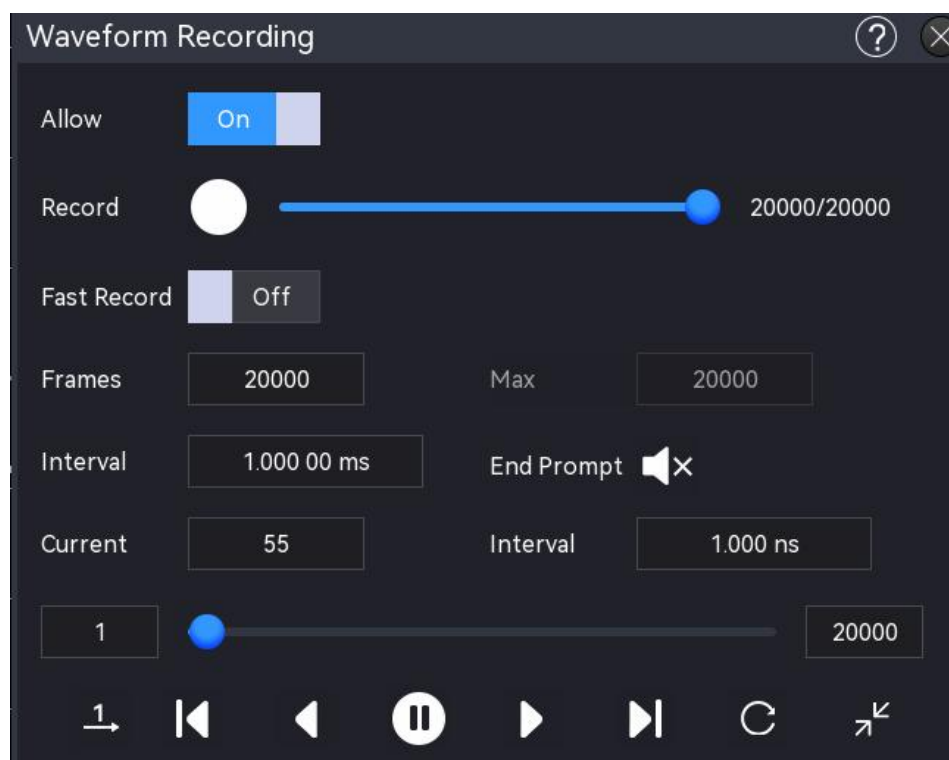 Waveform Recording ?
Allow On
Record 20000/20000
Fast Record Off
Frames 20000 Max 20000
Interval 1.000 00 ms End Prompt
Current 55 Interval 1.000 ns
1 20000
1